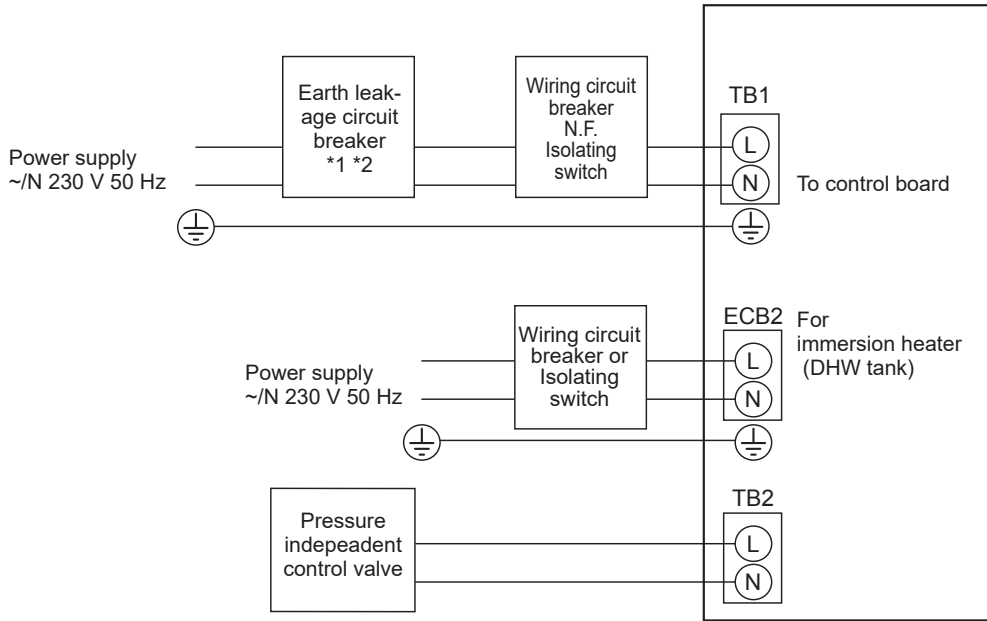 Earth leak-
age circuit
breaker
*1 *2
Wiring circuit
breaker
N.F.
Isolating
switch
TB1
L
N
Power supply
~/N 230 V 50 Hz
To control board
Wiring circuit
breaker or
Isolating
switch
ECB2
L
N
For
immersion heater
(DHW tank)
Power supply
~/N 230 V 50 Hz
Pressure
indepeadent
control valve
TB2
L
N